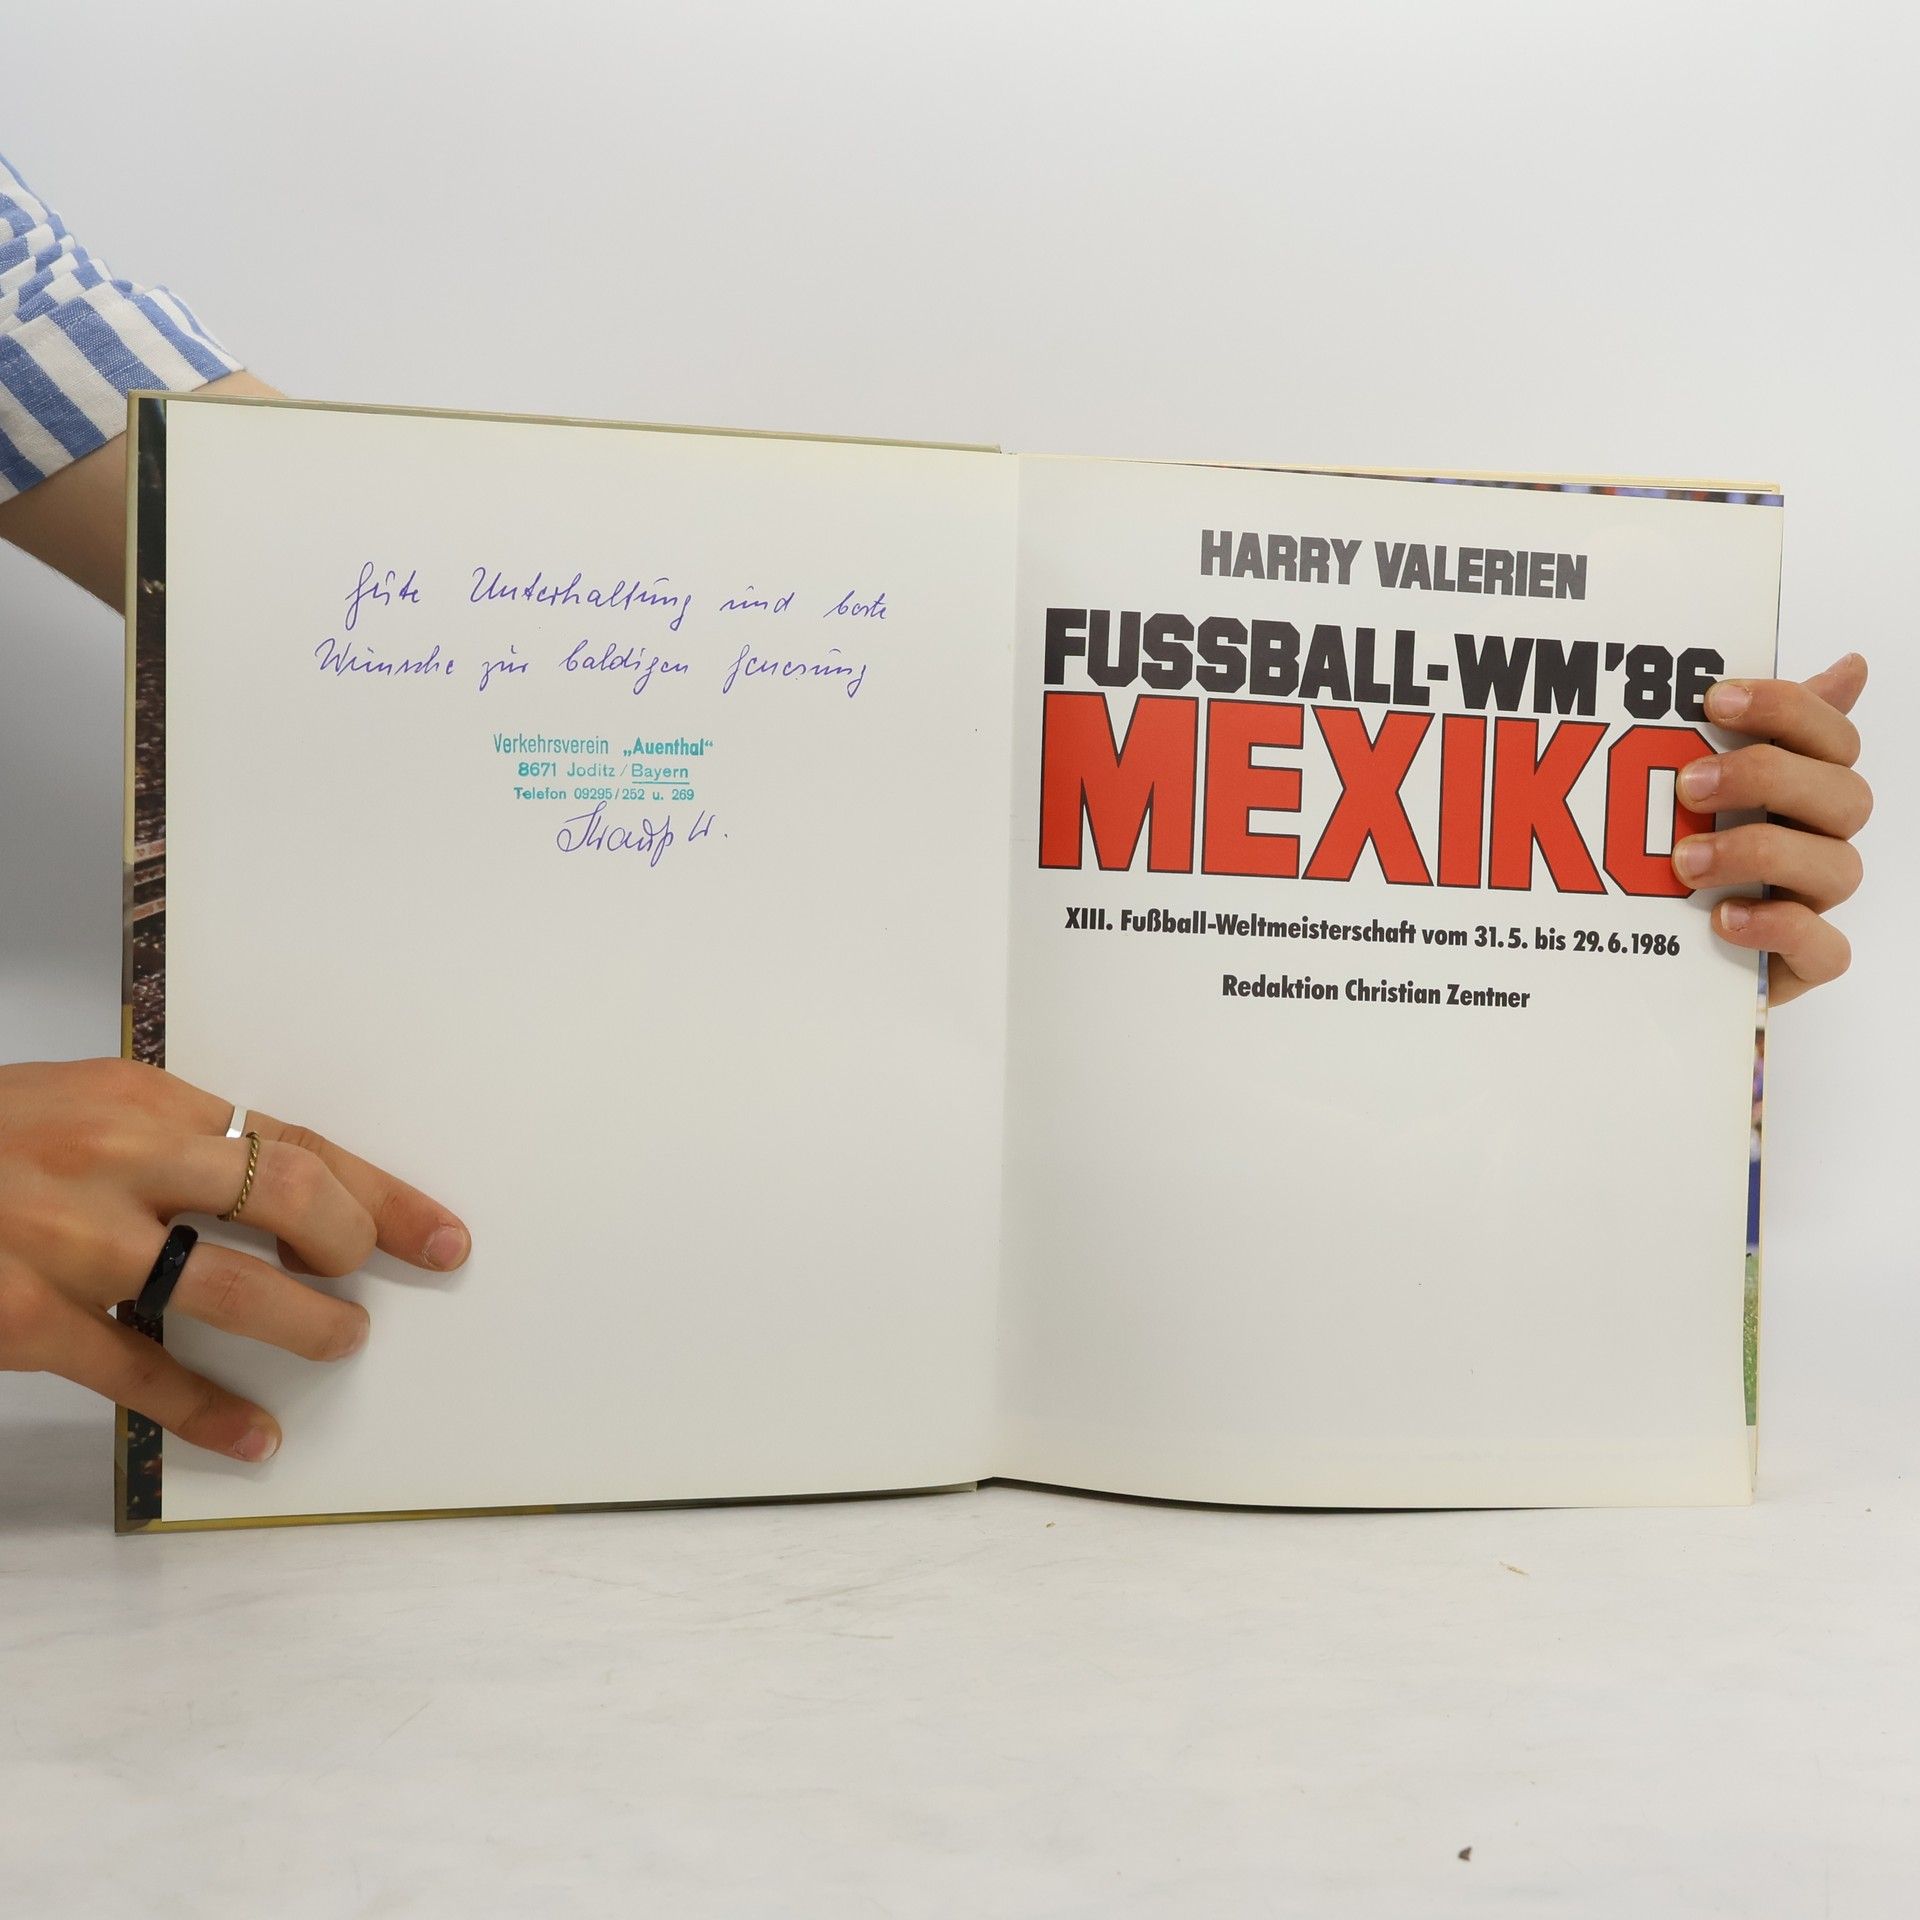 Gute Unterhaltung und beste
Wünsche zur baldigen Genesung
Verkehrsverein „Auenthal“
8671 Joditz / Bayern
Telefon 09295/252 u. 269
HARRY VALERIEN
FUSSBALL-WM'86
MEXIKO
XIII. Fußball-Weltmeisterschaft vom 31.5. bis 29.6.1986
Redaktion Christian Zentner